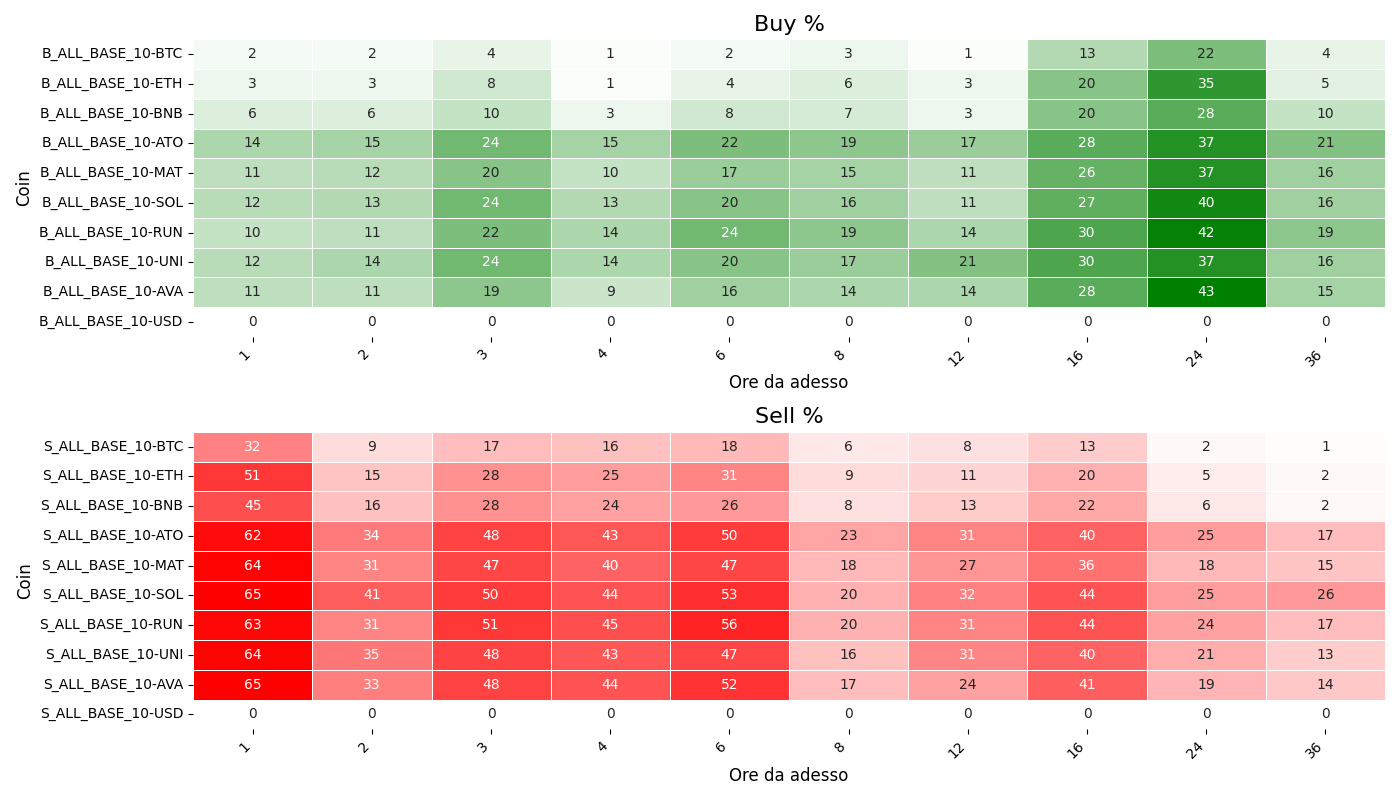 Buy %
Coin
B_ALL_BASE_10-BTC 2 2 4 1 2 3 1 13 22 4
B_ALL_BASE_10-ETH 3 3 8 1 4 6 3 20 35 5
B_ALL_BASE_10-BNB 6 6 10 3 8 7 3 20 28 10
B_ALL_BASE_10-ATO 14 15 24 15 22 19 17 28 37 21
B_ALL_BASE_10-MAT 11 12 20 10 17 15 11 26 37 16
B_ALL_BASE_10-SOL 12 13 24 13 20 16 11 27 40 16
B_ALL_BASE_10-RUN 10 11 22 14 24 19 14 30 42 19
B_ALL_BASE_10-UNI 12 14 24 14 20 17 21 30 37 16
B_ALL_BASE_10-AVA 11 11 19 9 16 14 14 28 43 15
B_ALL_BASE_10-USD 0 0 0 0 0 0 0 0 0 0
1 2 3 4 6 8 12 16 24 36
Ore da adesso
Sell %
Coin
S_ALL_BASE_10-BTC 32 9 17 16 18 6 8 13 2 1
S_ALL_BASE_10-ETH 51 15 28 25 31 9 11 20 5 2
S_ALL_BASE_10-BNB 45 16 28 24 26 8 13 22 6 2
S_ALL_BASE_10-ATO 62 34 48 43 50 23 31 40 25 17
S_ALL_BASE_10-MAT 64 31 47 40 47 18 27 36 18 15
S_ALL_BASE_10-SOL 65 41 50 44 53 20 32 44 25 26
S_ALL_BASE_10-RUN 63 31 51 45 56 20 31 44 24 17
S_ALL_BASE_10-UNI 64 35 48 43 47 16 31 40 21 13
S_ALL_BASE_10-AVA 65 33 48 44 52 17 24 41 19 14
S_ALL_BASE_10-USD 0 0 0 0 0 0 0 0 0 0
1 2 3 4 6 8 12 16 24 36
Ore da adesso